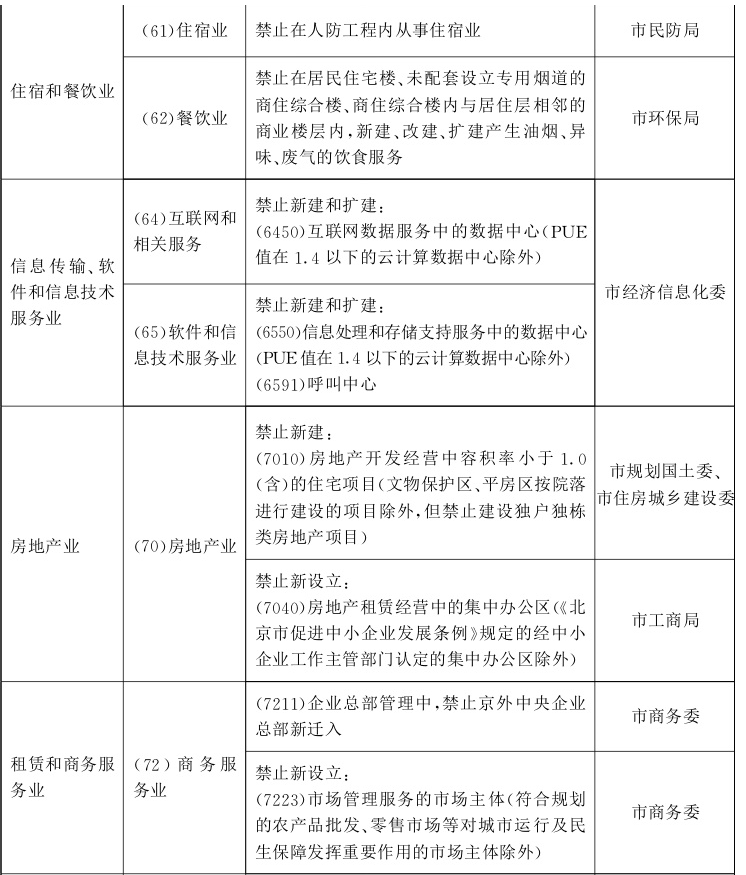 住宿和餐饮业
(61)住宿业
禁止在人防工程内从事住宿业
市民防局
(62)餐饮业
禁止在居民住宅楼、未配套设立专用烟道的
商住综合楼、商住综合楼内与居住层相邻的
商业楼层内,新建、改建、扩建产生油烟、异
味、废气的饮食服务
市环保局
信息传输、软
件和信息技术
服务业
(64)互联网和
相关服务
禁止新建和扩建:
(6450)互联网数据服务中的数据中心(PUE
值在1.4以下的云计算数据中心除外)
市经济信息化委
(65)软件和信
息技术服务业
禁止新建和扩建:
(6550)信息处理和存储支持服务中的数据中心
(PUE值在1.4以下的云计算数据中心除外)
(6591)呼叫中心
房地产业
(70)房地产业
禁止新建:
(7010)房地产开发经营中容积率小于1.0
(含)的住宅项目(文物保护区、平房区按院落
进行建设的项目除外,但禁止建设独户独栋
类房地产项目)
市规划国土委、
市住房城乡建设委
禁止新设立:
(7040)房地产租赁经营中的集中办公区(《北
京市促进中小企业发展条例》规定的经中小
企业工作主管部门认定的集中办公区除外)
市工商局
租赁和商务服
务业
(72)商务服
务业
(7211)企业总部管理中,禁止京外中央企业
总部新迁入
市商务委
禁止新设立:
(7223)市场管理服务的市场主体(符合规划
的农产品批发、零售市场等对城市运行及民
生保障发挥重要作用的市场主体除外)
市商务委